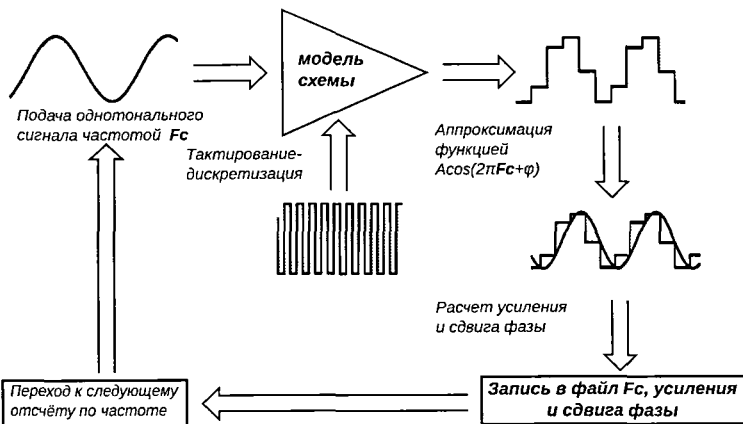 модель
схемы
Подача однотонального
сигнала частотой Fc
Тактирование-
дискретизация
Аппроксимация
функцией
Acos(2πFc+φ)
Расчет усиления
и сдвига фазы
Запись в файл Fc, усиления
и сдвига фазы
Переход к следующему
отсчёту по частоте